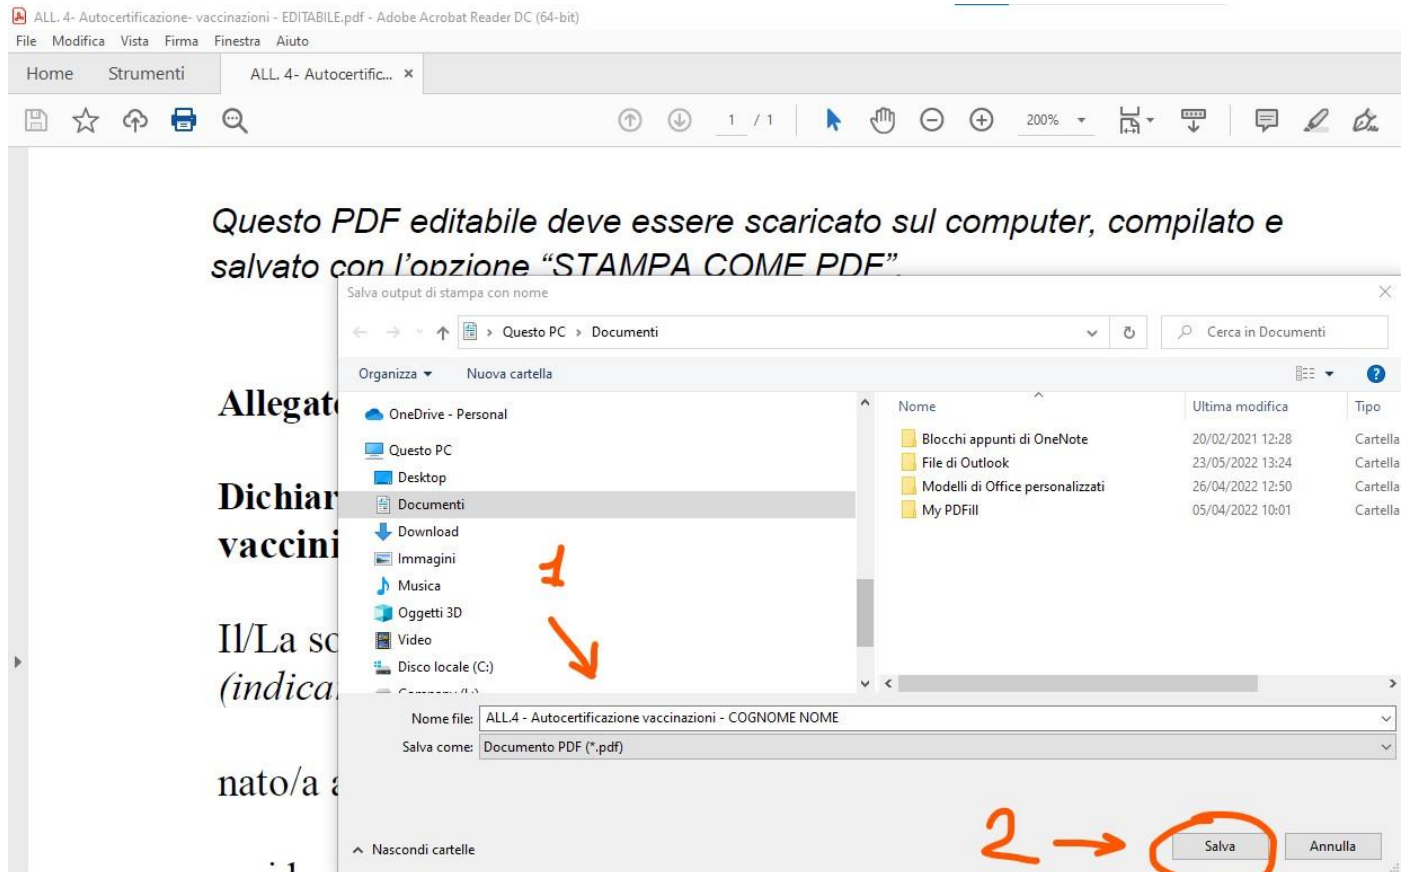 ALL. 4- Autocertificazione- vaccinazioni - EDITABILE.pdf - Adobe Acrobat Reader DC (64-bit)
File Modifica Vista Firma Finestra Aiuto
Home Strumenti ALL. 4- Autocertific... ×
1 / 1 200%
Questo PDF editabile deve essere scaricato sul computer, compilato e
salvato con l'opzione “STAMPA COME PDF”.
Salva output di stampa con nome
Questo PC › Documenti
Cerca in Documenti
Organizza Nuova cartella
OneDrive - Personal
Questo PC
Desktop
Documenti
Download
Immagini
Musica
Oggetti 3D
Video
Disco locale (C:)
Nome Ultima modifica Tipo
Blocchi appunti di OneNote 20/02/2021 12:28 Cartella
File di Outlook 23/05/2022 13:24 Cartella
Modelli di Office personalizzati 26/04/2022 12:50 Cartella
My PDFill 05/04/2022 10:01 Cartella
1
Nome file: ALL.4 - Autocertificazione vaccinazioni - COGNOME NOME
Salva come: Documento PDF (*.pdf)
Nascondi cartelle
2
Salva Annulla
Allegat
Dichiar
vaccini
Il/La so
(indica
nato/a a